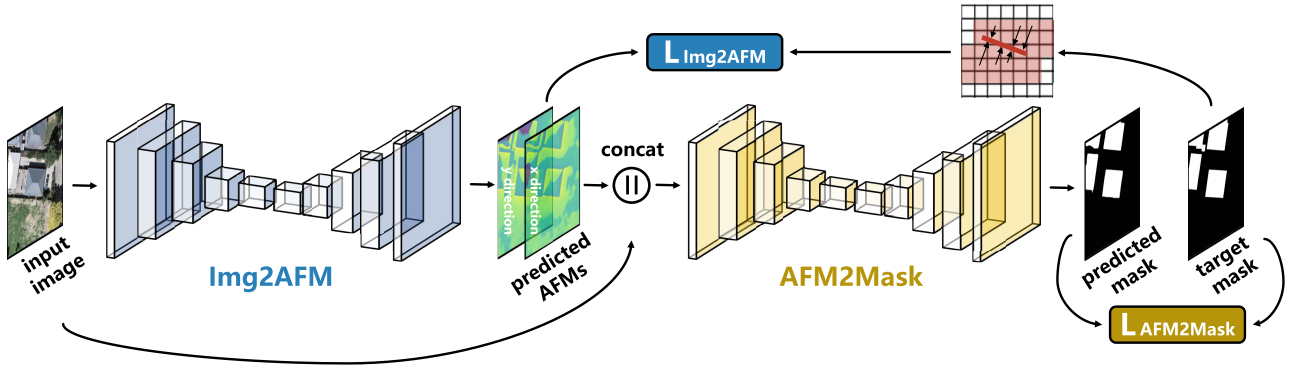 L Img2AFM
concat
||
y direction
x direction
input
image
Img2AFM
predicted
AFMs
AFM2Mask
predicted
mask
target
mask
L AFM2Mask